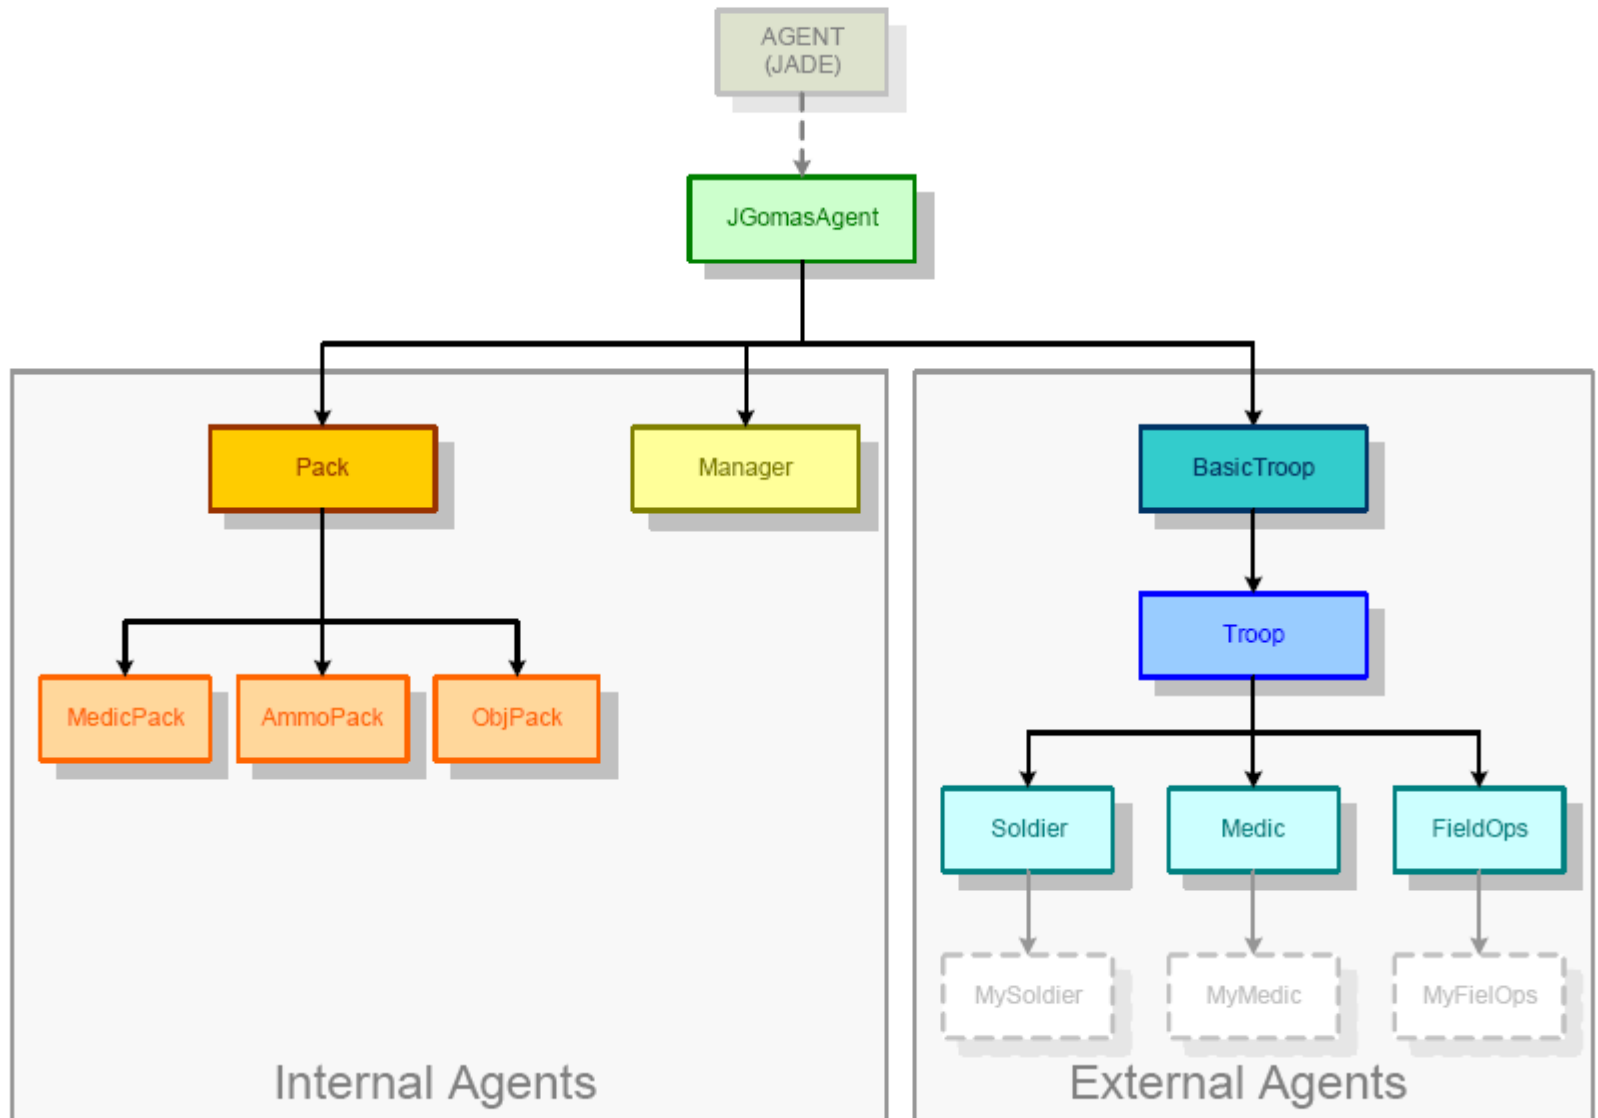 AGENT
(JADE)
JGomasAgent
Pack
Manager
BasicTroop
Troop
MedicPack
AmmoPack
ObjPack
Soldier
Medic
FieldOps
MySoldier
MyMedic
MyFielOps
Internal Agents
External Agents